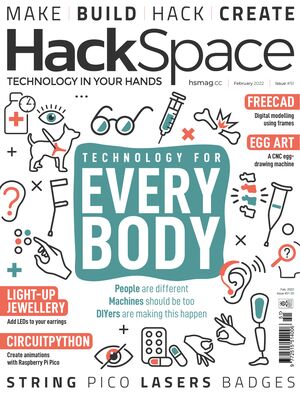 MAKE | BUILD | HACK | CREATE
HackSpace
TECHNOLOGY IN YOUR HANDS
hsmag.cc | February 2022 | Issue #51
FREECAD
Digital modelling
using frames
EGG ART
A CNC egg-
drawing machine
TECHNOLOGY FOR
EVERY
BODY
People are different
Machines should be too
DIYers are making this happen
LIGHT-UP
JEWELLERY
Add LEDs to your earrings
CIRCUITPYTHON
Create animations
with Raspberry Pi Pico
Feb. 2022
STRING PICO LASERS BADGES